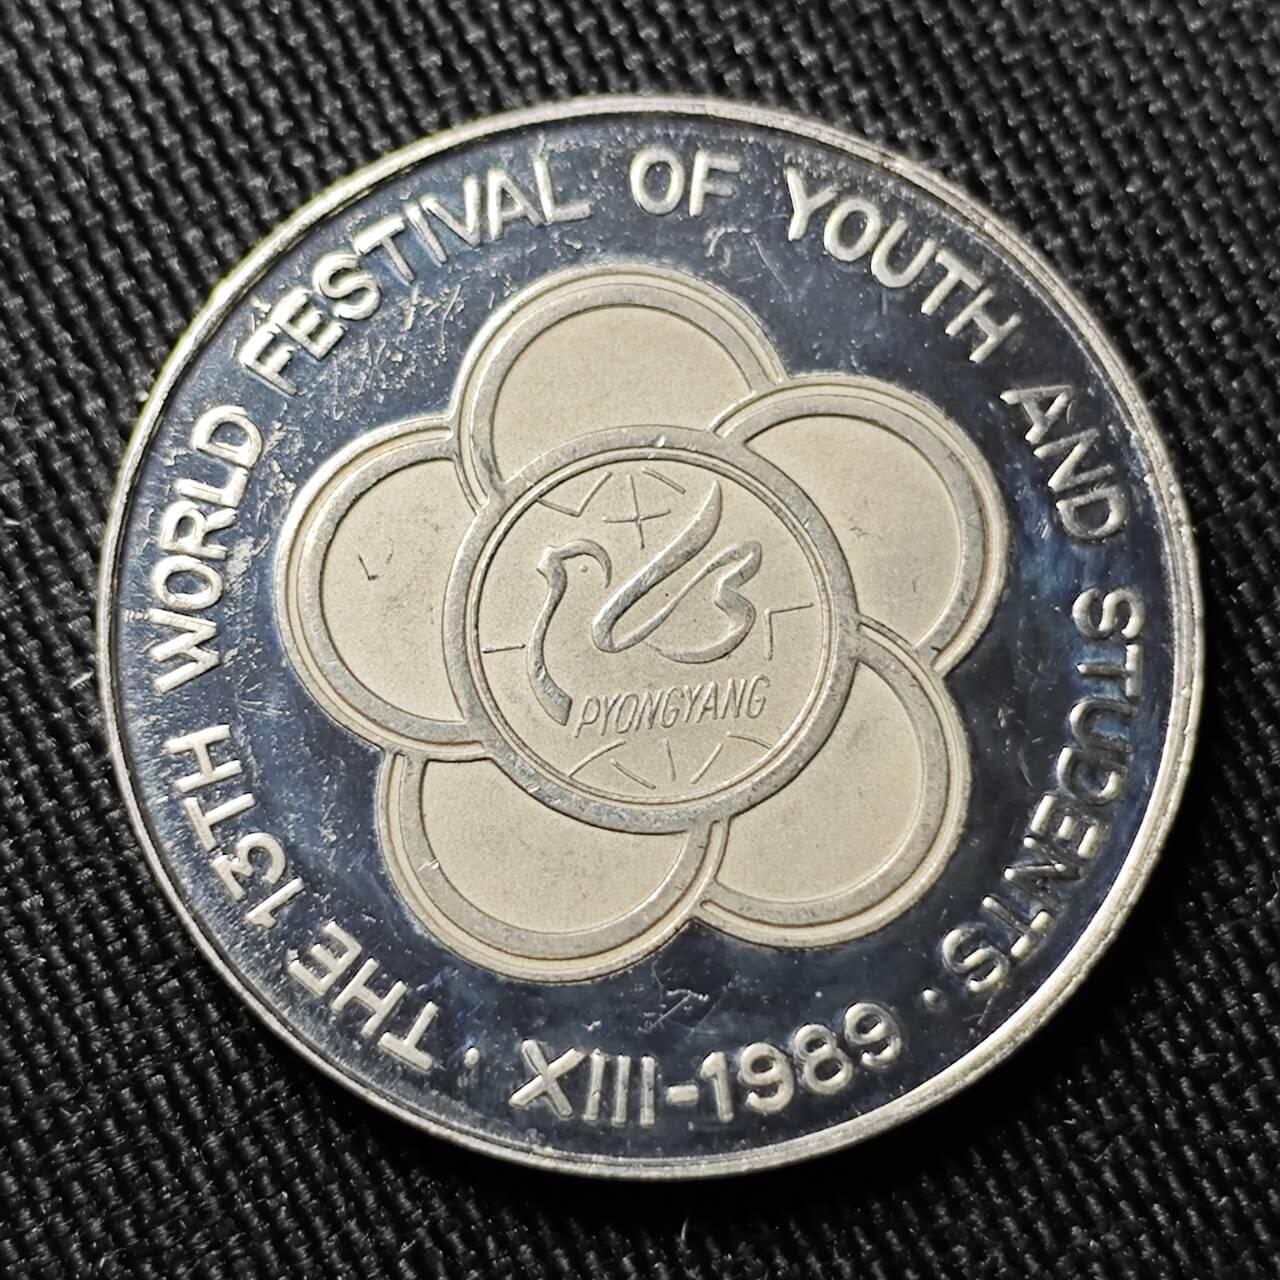 THE 13TH WORLD FESTIVAL OF YOUTH AND STUDENTS
· XIII-1989 ·
PYONGYANG